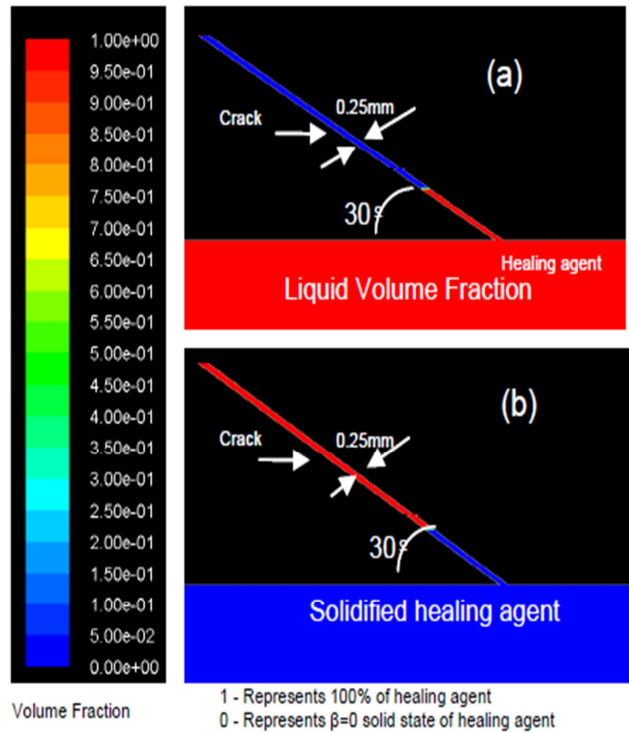 1.00e+00
9.50e-01
9.00e-01
8.50e-01
8.00e-01
7.50e-01
7.00e-01
6.50e-01
6.00e-01
5.50e-01
5.00e-01
4.50e-01
4.00e-01
3.50e-01
3.00e-01
2.50e-01
2.00e-01
1.50e-01
1.00e-01
5.00e-02
0.00e+00
Volume Fraction
(a)
0.25mm
Crack
30º
Healing agent
Liquid Volume Fraction
(b)
0.25mm
Crack
30º
Solidified healing agent
1 - Represents 100% of healing agent
0 - Represents β=0 solid state of healing agent